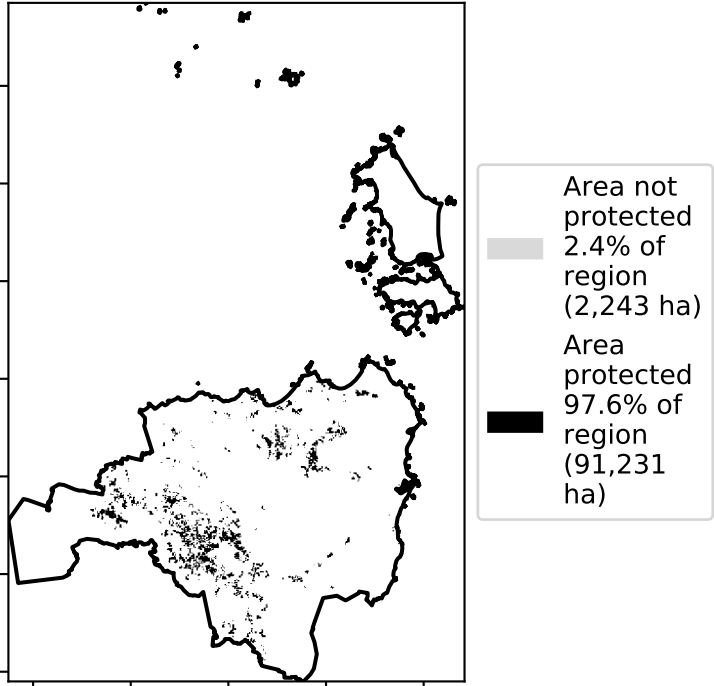 Area not
protected
2.4% of
region
(2,243 ha)
Area
protected
97.6% of
region
(91,231
ha)